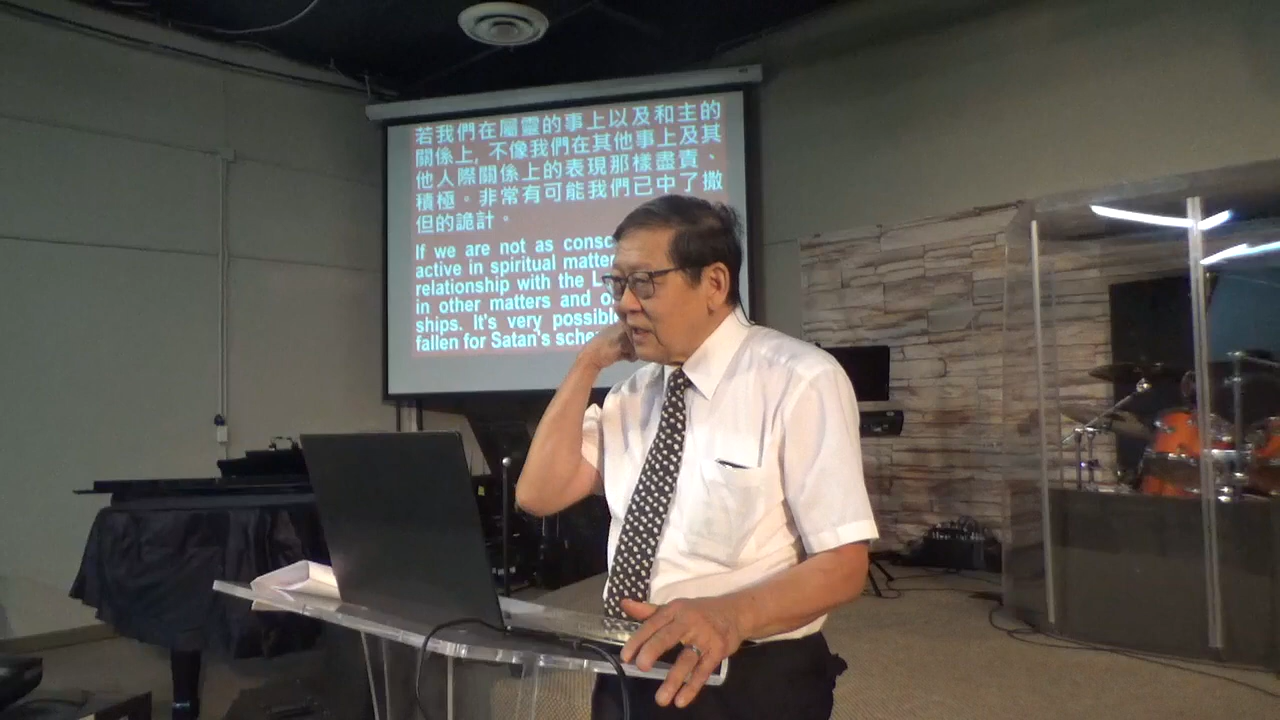 若我們在屬靈的事上以及和主的
關係上, 不像我們在其他事上及其
他人際關係上的表現那樣盡責、
積極。非常有可能我們已中了撒
但的詭計。
If we are not as
active in spiritual
relationship with the
in other matters and
ships. It's very
fallen for Satan's